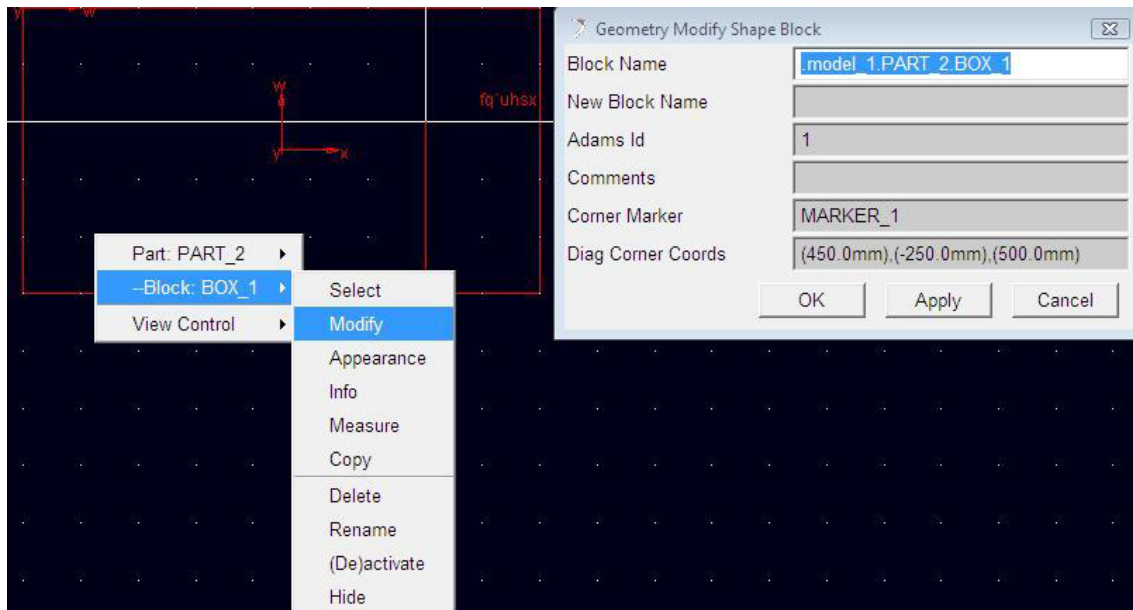 Geometry Modify Shape Block
Block Name .model_1.PART_2.BOX_1
New Block Name
Adams Id 1
Comments
Corner Marker MARKER_1
Diag Corner Coords (450.0mm),(-250.0mm),(500.0mm)
OK Apply Cancel
y
x
Part: PART_2
--Block: BOX_1
View Control
Select
Modify
Appearance
Info
Measure
Copy
Delete
Rename
(De)activate
Hide